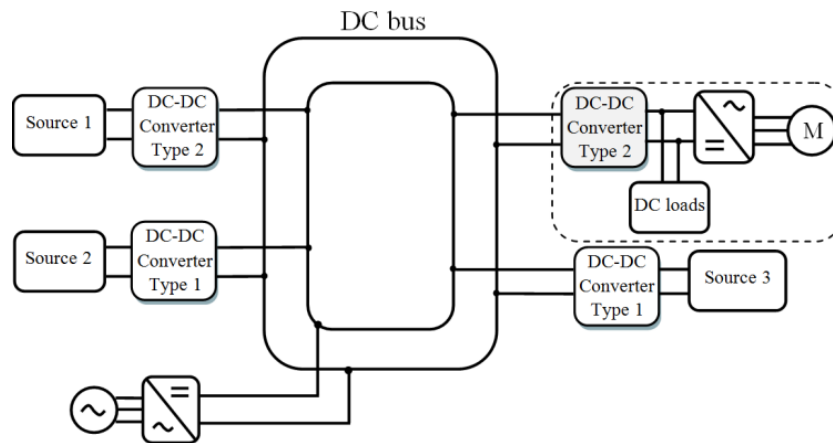 DC bus
Source 1
DC-DC
Converter
Type 2
DC-DC
Converter
Type 2
M
DC loads
Source 2
DC-DC
Converter
Type 1
DC-DC
Converter
Type 1
Source 3